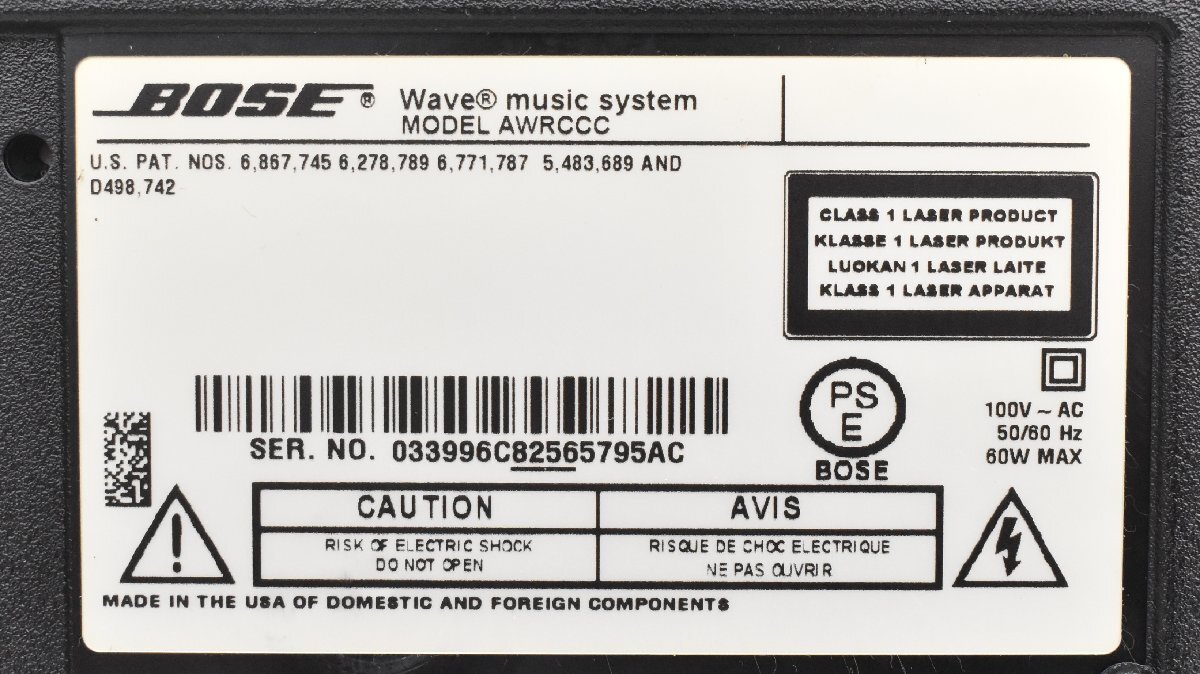 BOSE® Wave® music system
MODEL AWRCCC
U.S. PAT. NOS. 6,867,745 6,278,789 6,771,787 5,483,689 AND
D498,742
CLASS 1 LASER PRODUCT
KLASSE 1 LASER PRODUKT
LUOKAN 1 LASER LAITE
KLASS 1 LASER APPARAT
SER. NO. 033996C82565795AC
PS
E
BOSE
100V ~ AC
50/60 Hz
60W MAX
CAUTION
RISK OF ELECTRIC SHOCK
DO NOT OPEN
AVIS
RISQUE DE CHOC ELECTRIQUE
NE PAS OUVRIR
MADE IN THE USA OF DOMESTIC AND FOREIGN COMPONENTS